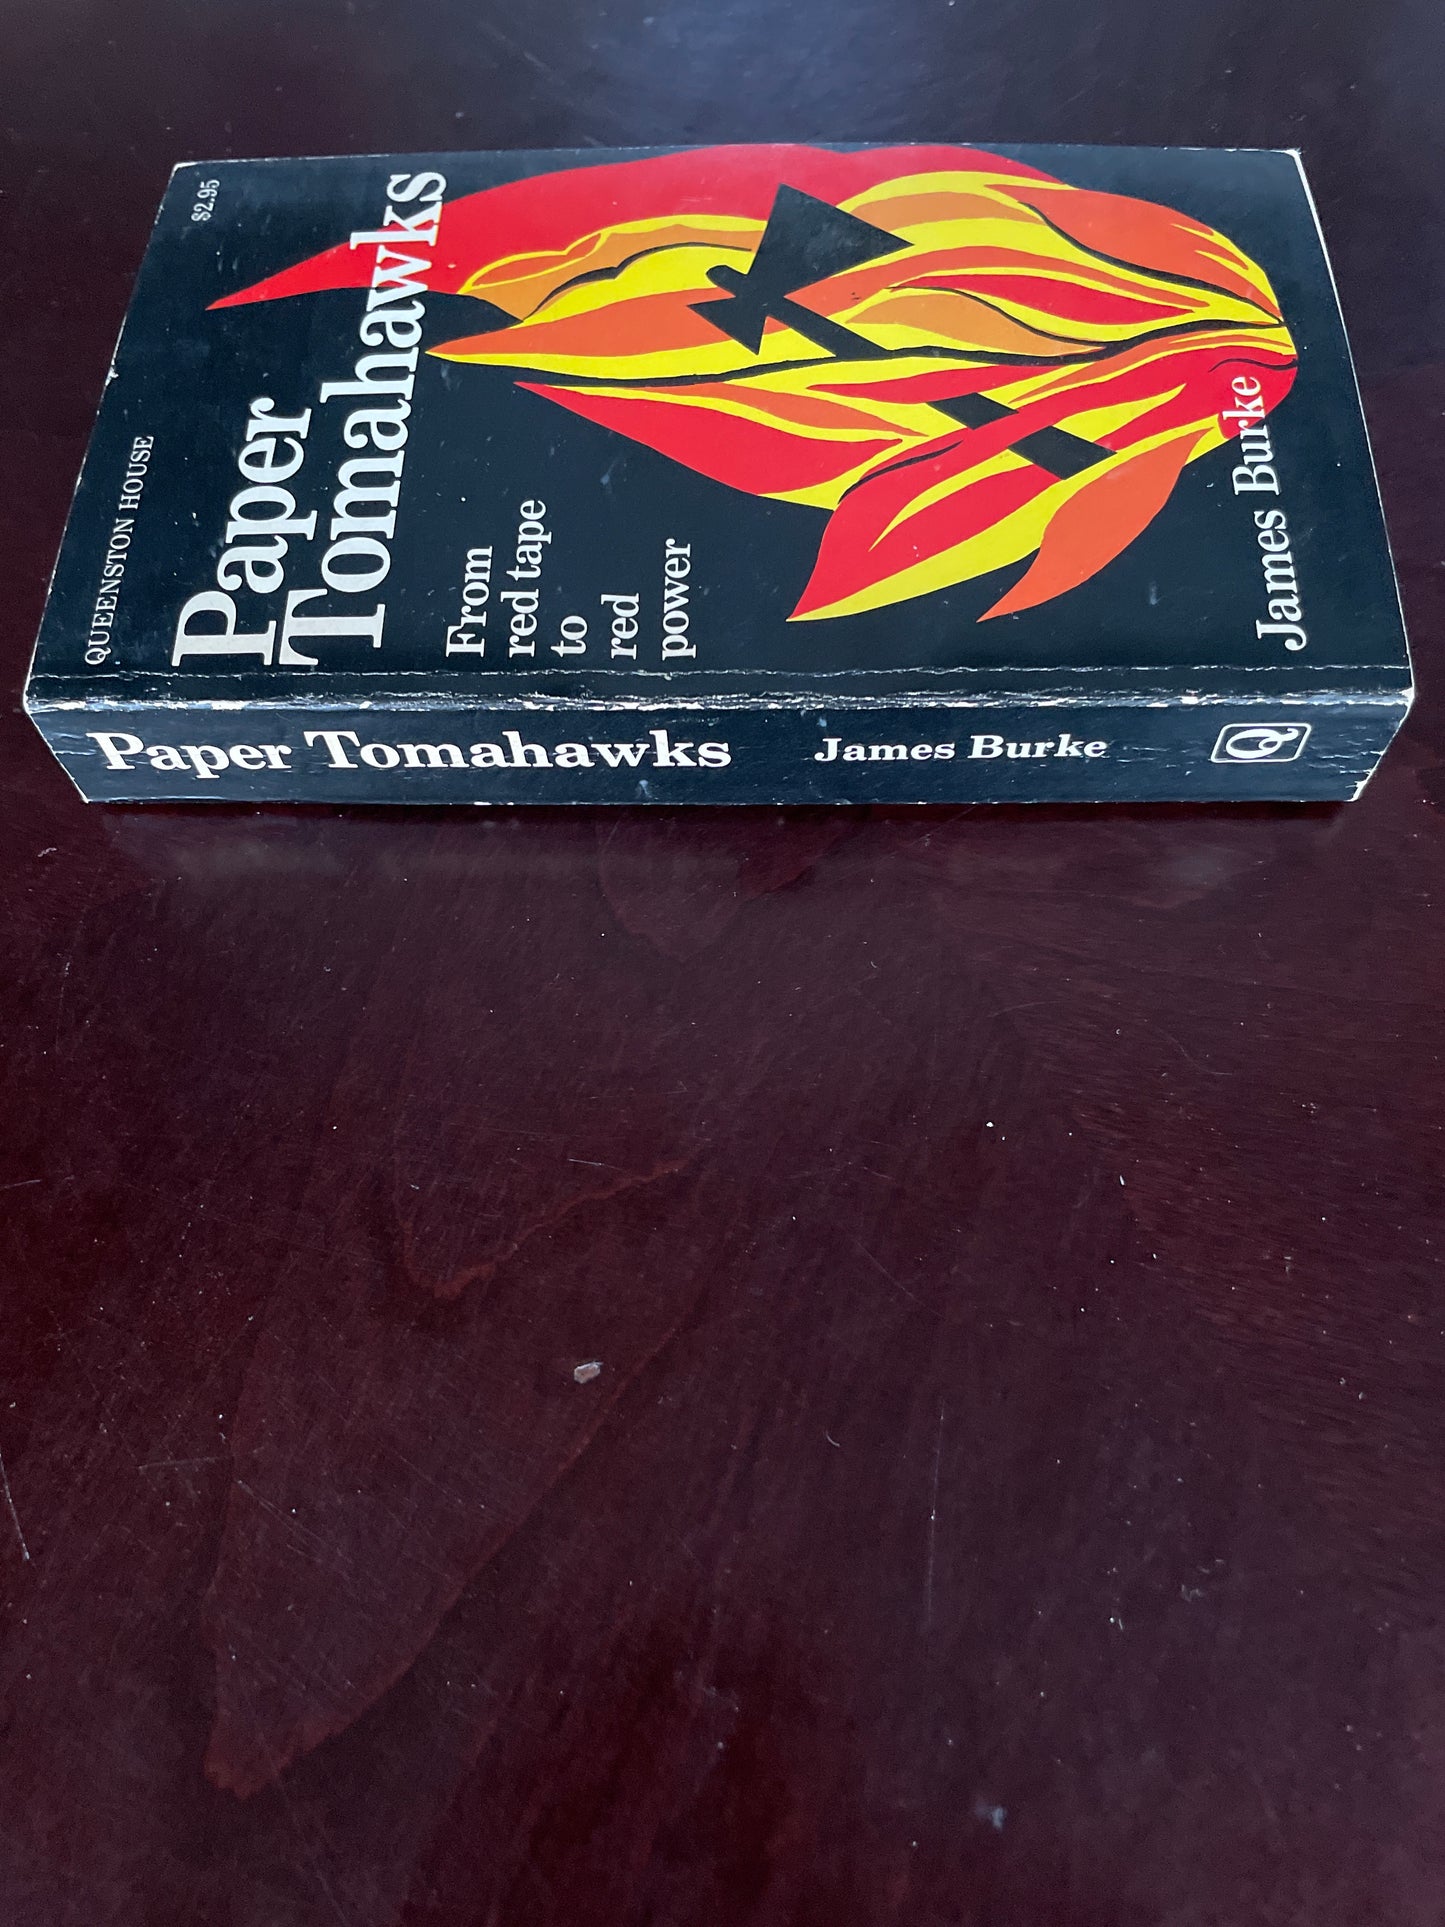 QUEENSTON HOUSE
$2.95
Paper
Tomahawks
From
red tape
to
red
power
James Burke
Paper Tomahawks James Burke Q